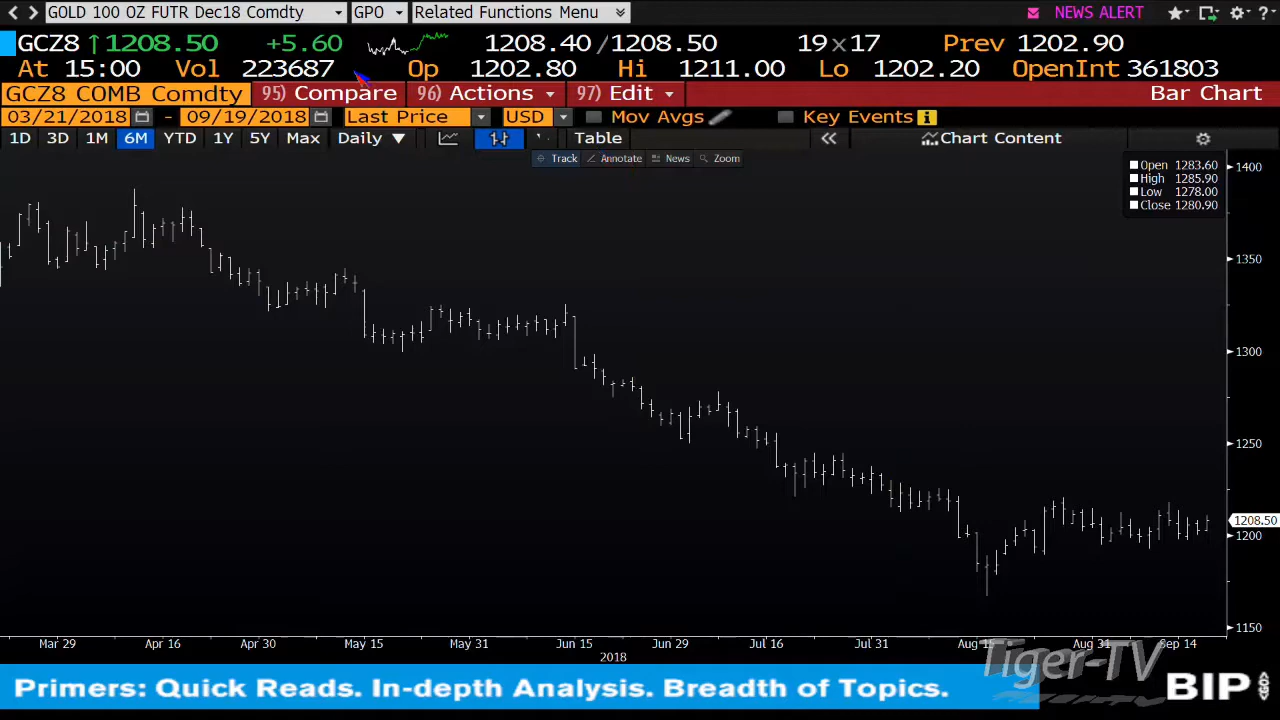 GOLD 100 OZ FUTR Dec18 Comdty GPO Related Functions Menu NEWS ALERT
GCZ8 ↑1208.50 +5.60 1208.40/1208.50 19x17 Prev 1202.90
At 15:00 Vol 223687 Op 1202.80 Hi 1211.00 Lo 1202.20 OpenInt 361803
GCZ8 COMB Comdty 95) Compare 96) Actions 97) Edit Bar Chart
03/21/2018 - 09/19/2018 Last Price USD Mov Avgs Key Events
1D 3D 1M 6M YTD 1Y 5Y Max Daily ▼ Table « Chart Content
Track Annotate News Zoom
Open 1283.60
High 1285.90
Low 1278.00
Close 1280.90
1400
1350
1300
1250
1208.50
1200
1150
Mar 29 Apr 16 Apr 30 May 15 May 31 Jun 15 Jun 29 Jul 16 Jul 31 Aug 15 Aug 31 Sep 14
2018
Tiger-TV
Primers: Quick Reads. In-depth Analysis. Breadth of Topics.
BIP